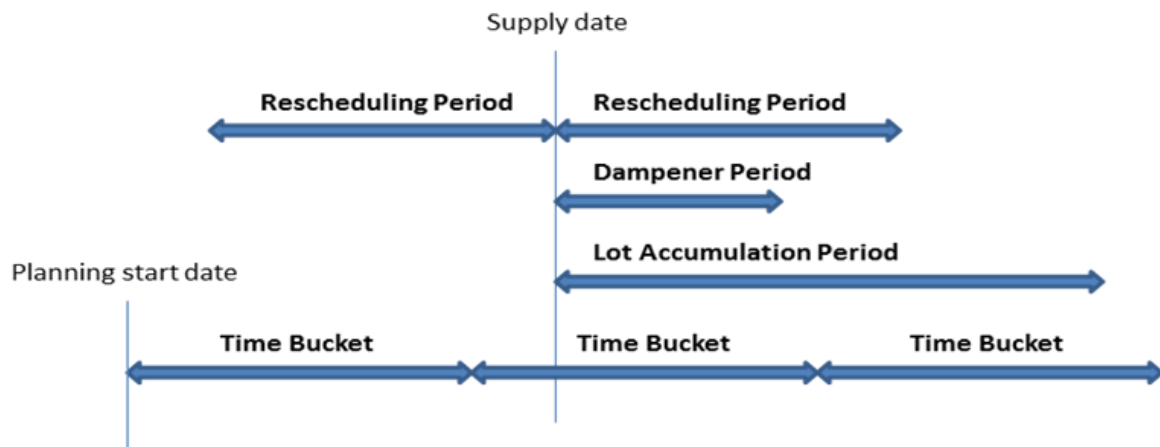 Supply date
Rescheduling Period
Rescheduling Period
Dampener Period
Lot Accumulation Period
Planning start date
Time Bucket
Time Bucket
Time Bucket